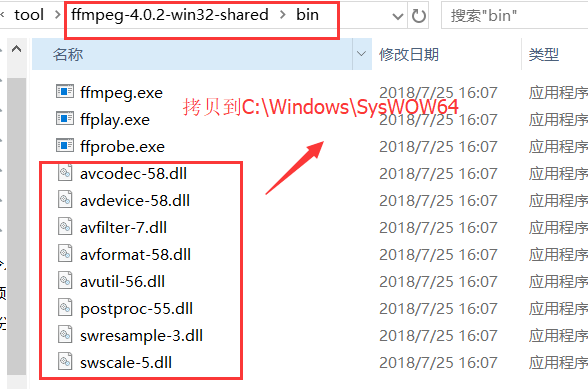 tool > ffmpeg-4.0.2-win32-shared > bin
搜索"bin"
名称 修改日期 类型
ffmpeg.exe 2018/7/25 16:07 应用程序
拷贝到C:\Windows\SysWOW64
ffplay.exe 2018/7/25 16:07 应用程序
ffprobe.exe 2018/7/25 16:07 应用程序
avcodec-58.dll 2018/7/25 16:07 应用程序
avdevice-58.dll 2018/7/25 16:07 应用程序
avfilter-7.dll 2018/7/25 16:07 应用程序
avformat-58.dll 2018/7/25 16:07 应用程序
avutil-56.dll 2018/7/25 16:07 应用程序
postproc-55.dll 2018/7/25 16:07 应用程序
swresample-3.dll 2018/7/25 16:07 应用程序
swscale-5.dll 2018/7/25 16:07 应用程序